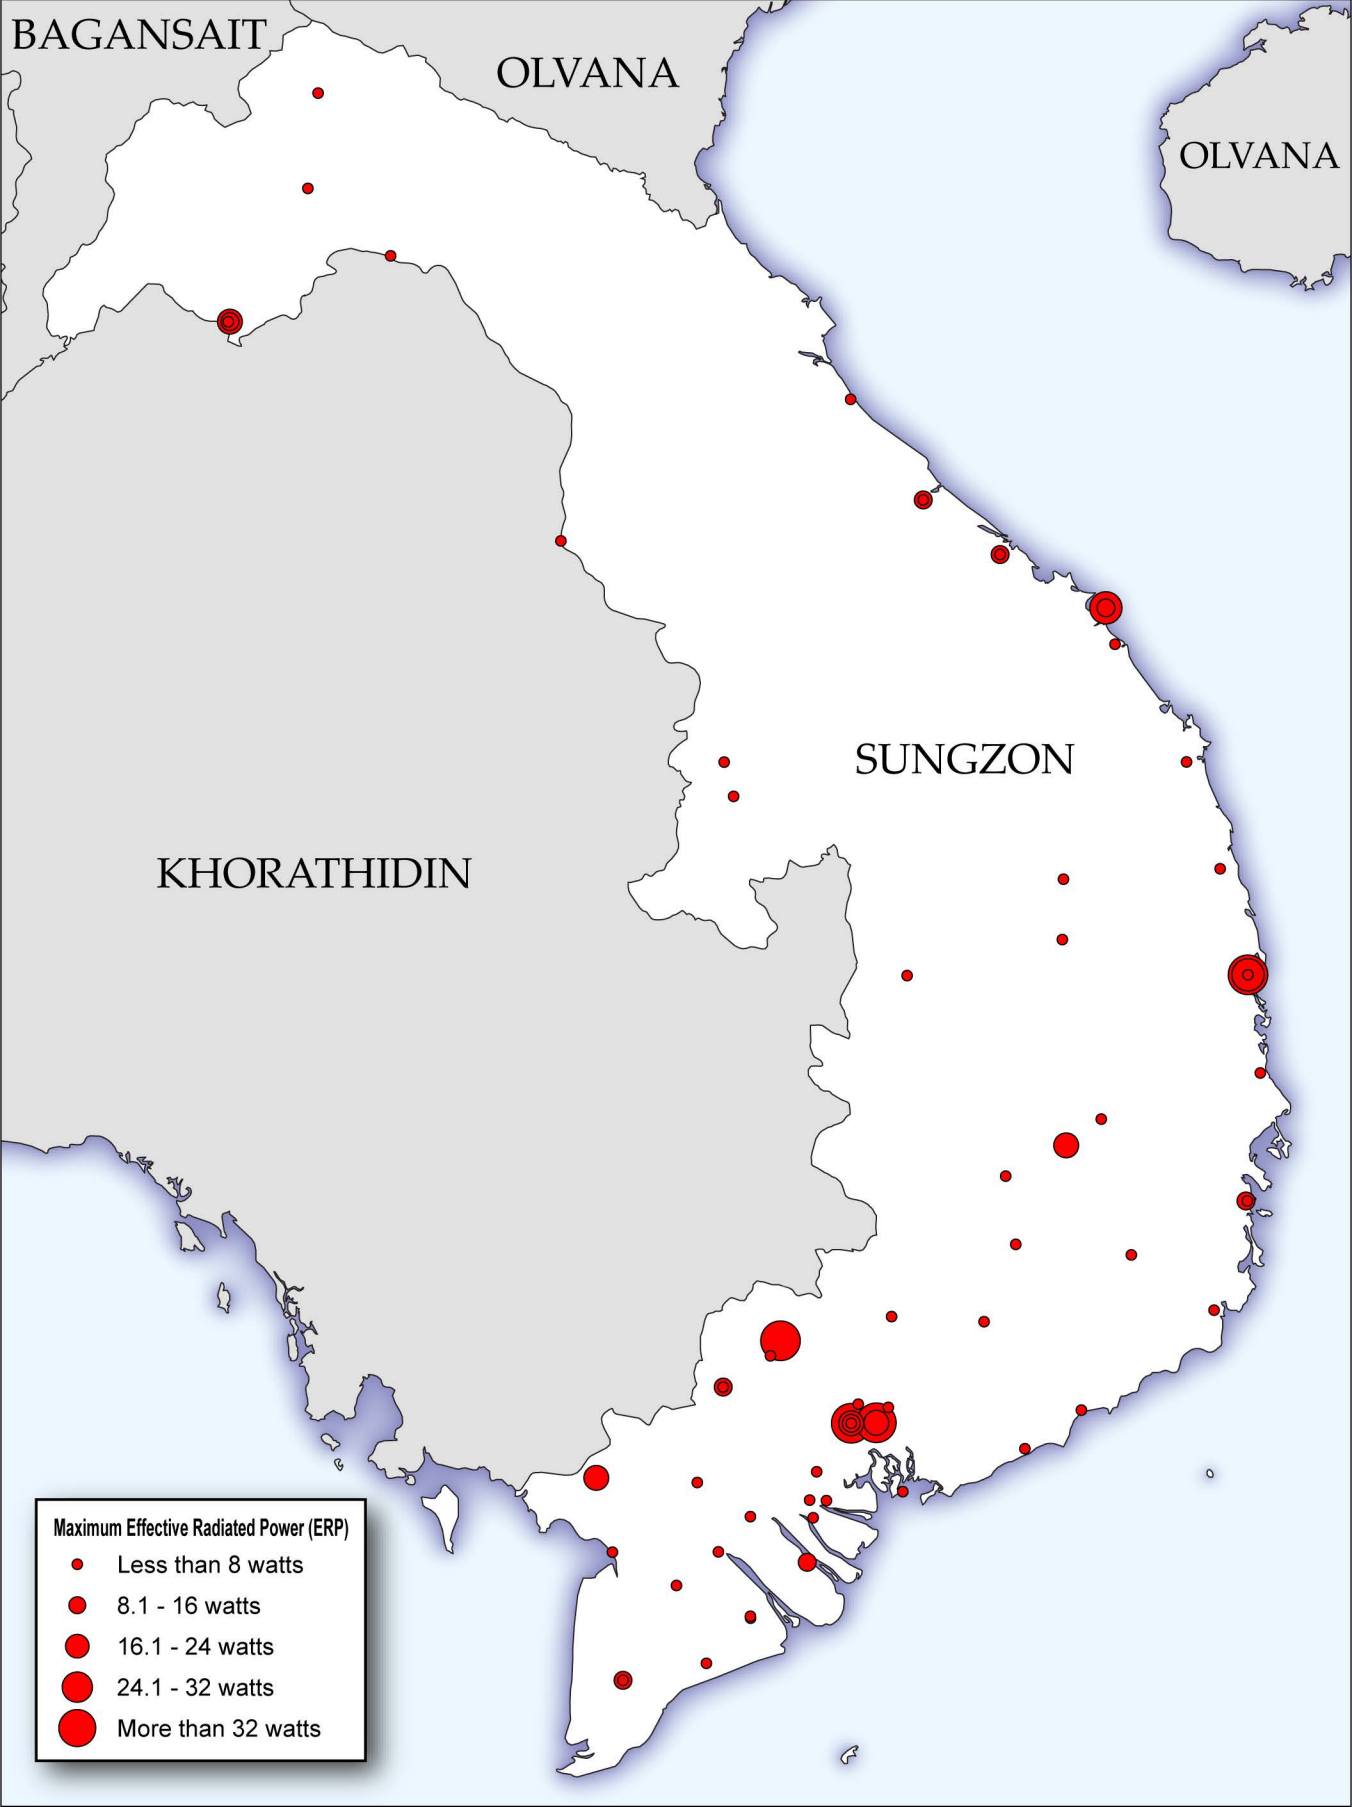 BAGANSAIT
OLVANA
OLVANA
SUNGZON
KHORATHIDIN
Maximum Effective Radiated Power (ERP)
Less than 8 watts
8.1 - 16 watts
16.1 - 24 watts
24.1 - 32 watts
More than 32 watts